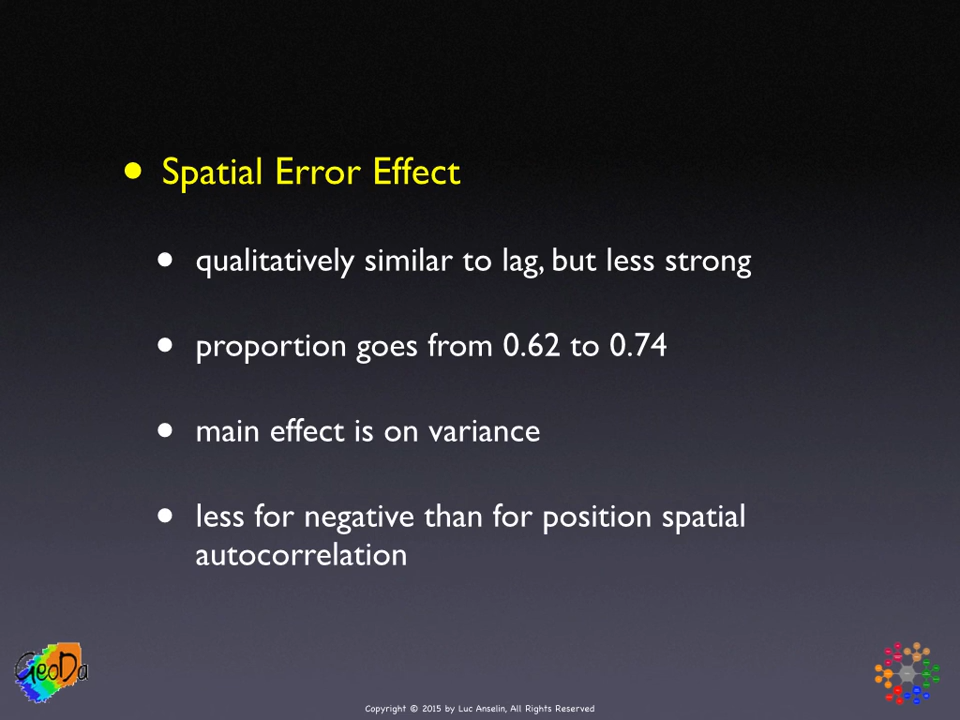 • Spatial Error Effect
• qualitatively similar to lag, but less strong
• proportion goes from 0.62 to 0.74
• main effect is on variance
• less for negative than for position spatial
autocorrelation
GeoDa
Copyright © 2015 by Luc Anselin, All Rights Reserved